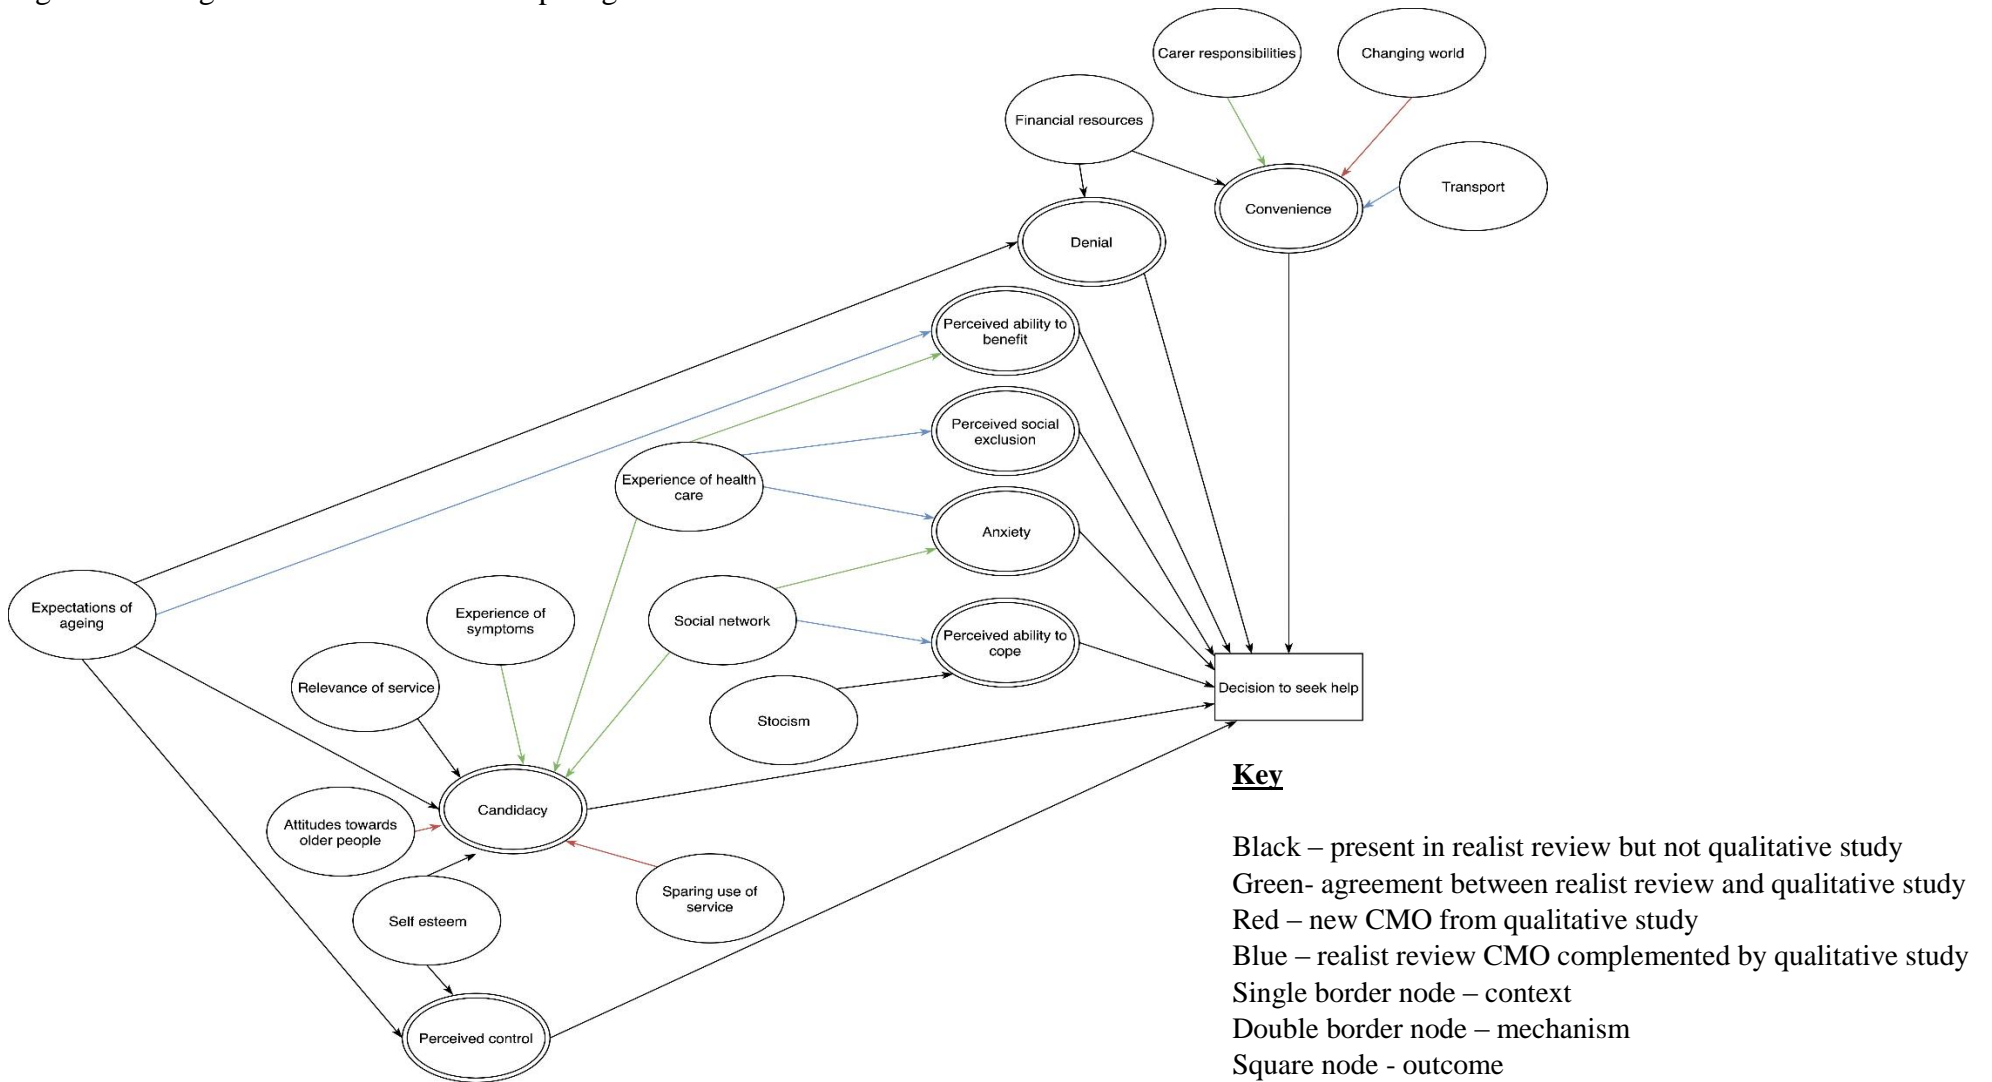 Carer responsibilities
Changing world
Financial resources
Transport
Convenience
Denial
Perceived ability to
benefit
Perceived social
exclusion
Experience of health
care
Anxiety
Expectations of
ageing
Experience of
symptoms
Social network
Perceived ability to
cope
Relevance of service
Stocism
Decision to seek help
Candidacy
Attitudes towards
older people
Sparing use of
service
Self esteem
Perceived control
Key
Black – present in realist review but not qualitative study
Green- agreement between realist review and qualitative study
Red – new CMO from qualitative study
Blue – realist review CMO complemented by qualitative study
Single border node – context
Double border node – mechanism
Square node - outcome